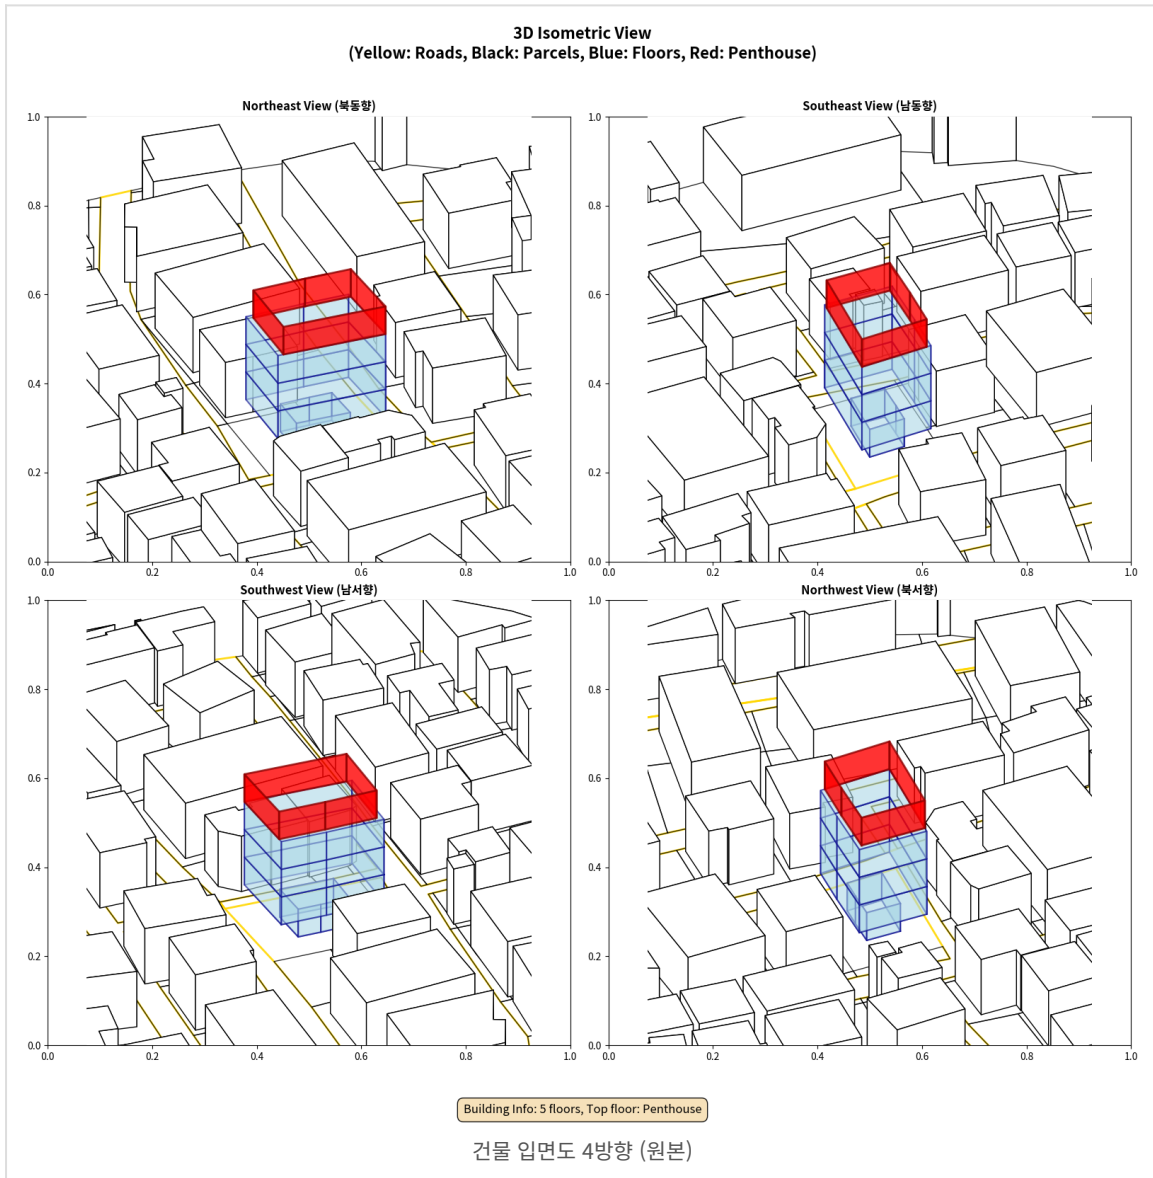 3D Isometric View
(Yellow: Roads, Black: Parcels, Blue: Floors, Red: Penthouse)
Northeast View (북동향)
1.0
0.8
0.6
0.4
0.2
0.0
0.0 0.2 0.4 0.6 0.8 1.0
Southeast View (남동향)
1.0
0.8
0.6
0.4
0.2
0.0
0.0 0.2 0.4 0.6 0.8 1.0
Southwest View (남서향)
1.0
0.8
0.6
0.4
0.2
0.0
0.0 0.2 0.4 0.6 0.8 1.0
Northwest View (북서향)
1.0
0.8
0.6
0.4
0.2
0.0
0.0 0.2 0.4 0.6 0.8 1.0
Building Info: 5 floors, Top floor: Penthouse
건물 입면도 4방향 (원본)